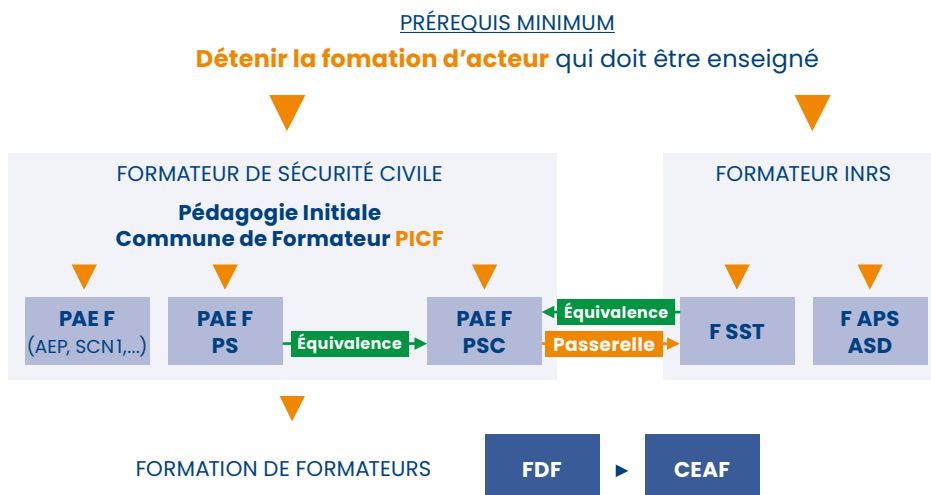 PRÉREQUIS MINIMUM
Détenir la fomation d’acteur qui doit être enseigné
FORMATEUR DE SÉCURITÉ CIVILE
Pédagogie Initiale
Commune de Formateur PICF
PAE F
(AEP, SCN1,...)
PAE F
PS
Équivalence
PAE F
PSC
FORMATEUR INRS
Équivalence
Passerelle
F SST
F APS
ASD
FORMATION DE FORMATEURS
FDF
CEAF